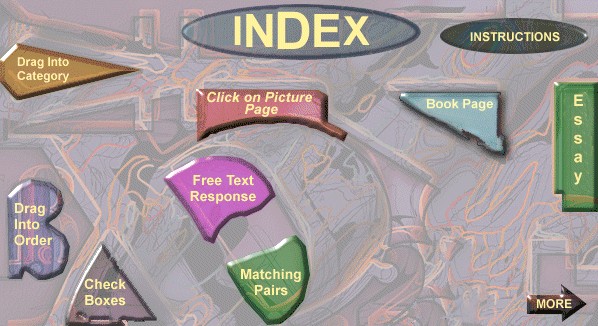 INDEX
INSTRUCTIONS
Drag Into
Category
Click on Picture
Page
Book Page
Essay
Free Text
Response
Drag
Into
Order
Matching
Pairs
Check
Boxes
MORE